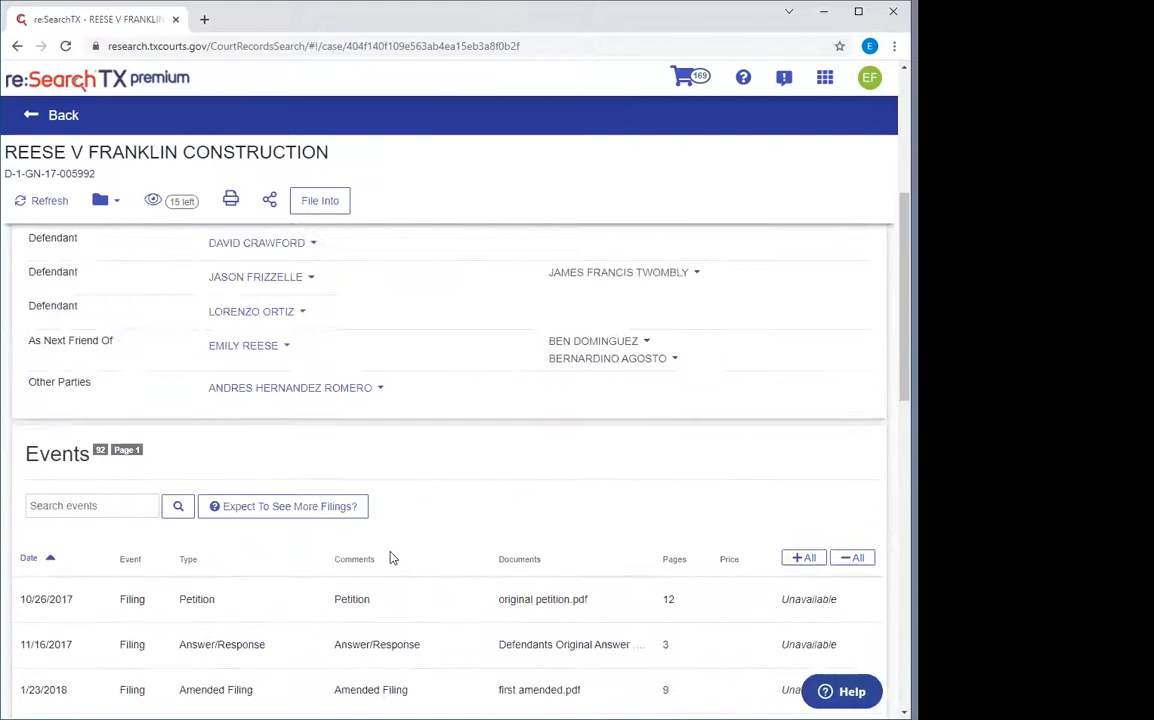 re:SearchTX - REESE V FRANKLIN
research.txcourts.gov/CourtRecordsSearch/#!/case/404f140f109e563ab4ea15eb3a8f0b2f
E
re:SearchTX premium
169
EF
Back
REESE V FRANKLIN CONSTRUCTION
D-1-GN-17-005992
Refresh
15 left
File Into
Defendant DAVID CRAWFORD
Defendant JASON FRIZZELLE JAMES FRANCIS TWOMBLY
Defendant LORENZO ORTIZ
As Next Friend Of EMILY REESE BEN DOMINGUEZ
BERNARDINO AGOSTO
Other Parties ANDRES HERNANDEZ ROMERO
Events 92 Page 1
Search events
Expect To See More Filings?
Date Event Type Comments Documents Pages Price +All −All
10/26/2017 Filing Petition Petition original petition.pdf 12 Unavailable
11/16/2017 Filing Answer/Response Answer/Response Defendants Original Answer .... 3 Unavailable
1/23/2018 Filing Amended Filing Amended Filing first amended.pdf 9 Una
Help